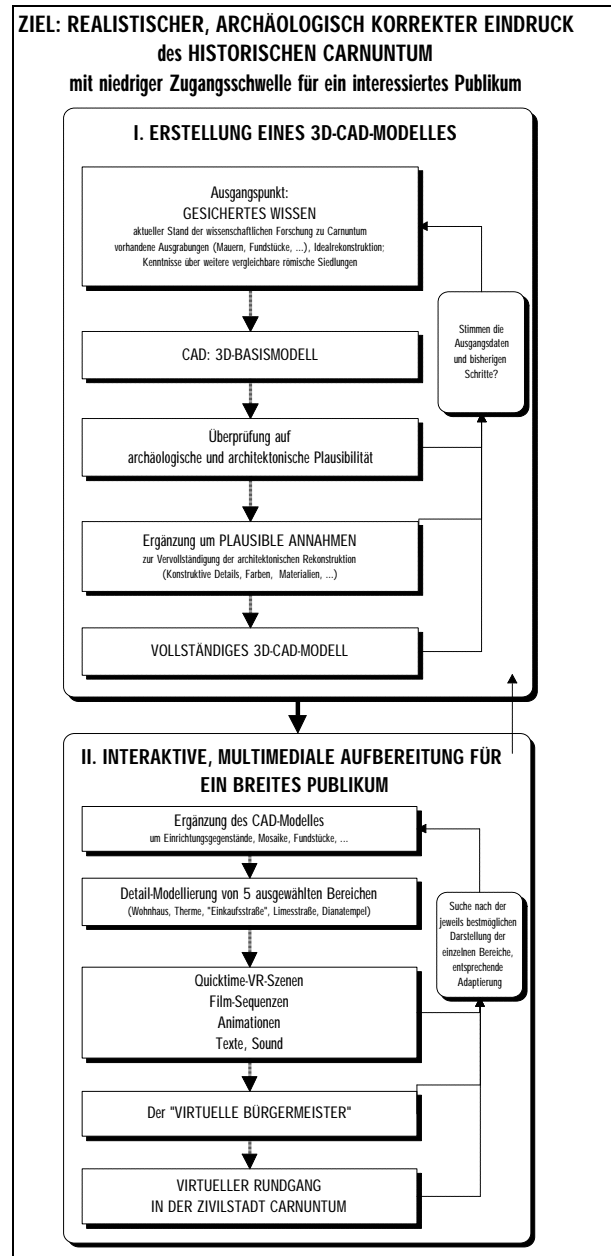 ZIEL: REALISTISCHER, ARCHÄOLOGISCH KORREKTER EINDRUCK
des HISTORISCHEN CARNUNTUM
mit niedriger Zugangsschwelle für ein interessiertes Publikum
I. ERSTELLUNG EINES 3D-CAD-MODELLES
Ausgangspunkt:
GESICHERTES WISSEN
aktueller Stand der wissenschaftlichen Forschung zu Carnuntum
vorhandene Ausgrabungen (Mauern, Fundstücke, ...), Idealrekonstruktion;
Kenntnisse über weitere vergleichbare römische Siedlungen
CAD: 3D-BASISMODELL
Überprüfung auf
archäologische und architektonische Plausibilität
Ergänzung um PLAUSIBLE ANNAHMEN
zur Vervollständigung der architektonischen Rekonstruktion
(Konstruktive Details, Farben, Materialien, ...)
VOLLSTÄNDIGES 3D-CAD-MODELL
Stimmen die
Ausgangsdaten
und bisherigen
Schritte?
II. INTERAKTIVE, MULTIMEDIALE AUFBEREITUNG FÜR
EIN BREITES PUBLIKUM
Ergänzung des CAD-Modelles
um Einrichtungsgegenstände, Mosaike, Fundstücke, ...
Detail-Modellierung von 5 ausgewählten Bereichen
(Wohnhaus, Therme, "Einkaufsstraße", Limesstraße, Dianatempel)
Quicktime-VR-Szenen
Film-Sequenzen
Animationen
Texte, Sound
Der "VIRTUELLE BÜRGERMEISTER"
VIRTUELLER RUNDGANG
IN DER ZIVILSTADT CARNUNTUM
Suche nach der
jeweils bestmöglichen
Darstellung der
einzelnen Bereiche,
entsprechende
Adaptierung